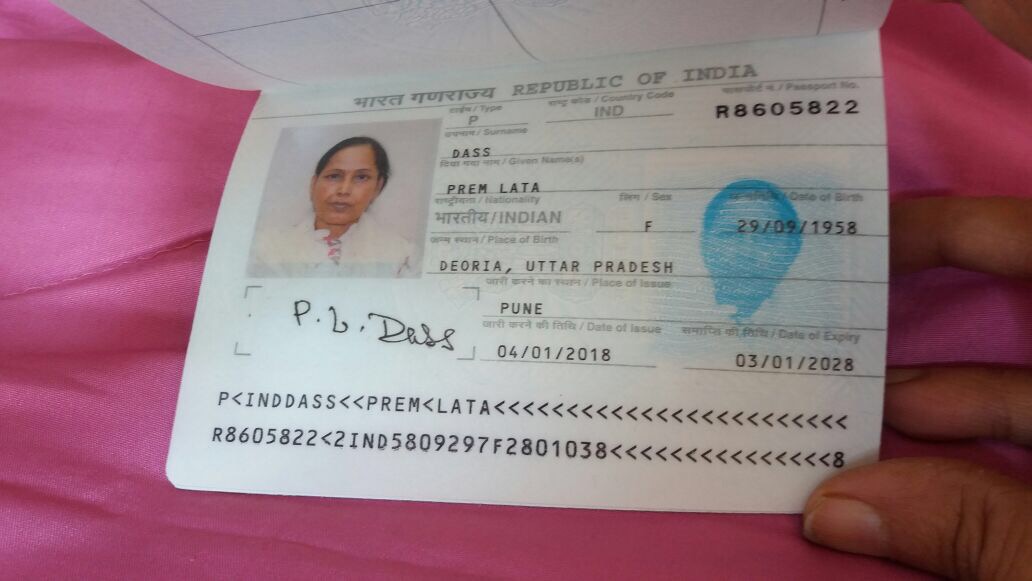 भारत गणराज्य REPUBLIC OF INDIA
टाईप / Type
राष्ट्र कोड / Country Code
पासपोर्ट नं. / Passport No.
P
IND
R8605822
उपनाम / Surname
DASS
दिया गया नाम / Given Name(s)
PREM LATA
राष्ट्रीयता / Nationality
लिंग / Sex
जन्मतिथि / Date of Birth
भारतीय / INDIAN
F
29/09/1958
जन्म स्थान / Place of Birth
DEORIA, UTTAR PRADESH
जारी करने का स्थान / Place of Issue
PUNE
P. L. Dass
जारी करने की तिथि / Date of Issue
समाप्ति की तिथि / Date of Expiry
04/01/2018
03/01/2028
P<INDDASS<<PREM<LATA<<<<<<<<<<<<<<<<<<<<<<<<
R8605822<2IND5809297F2801038<<<<<<<<<<<<<<<8